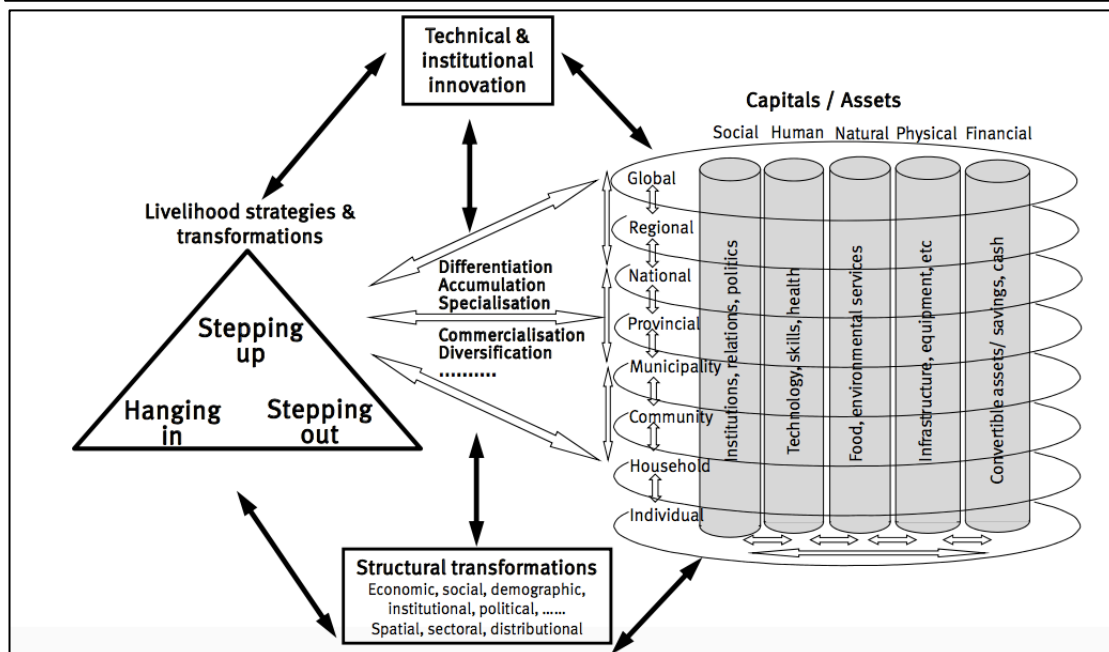 Technical &
institutional
innovation
Capitals / Assets
Social Human Natural Physical Financial
Livelihood strategies &
transformations
Stepping
up
Hanging
in
Stepping
out
Differentiation
Accumulation
Specialisation
Commercialisation
Diversification
..........
Global
Regional
National
Provincial
Municipality
Community
Household
Individual
Institutions, relations, politics
Technology, skills, health
Food, environmental services
Infrastructure, equipment, etc
Convertible assets/ savings, cash
Structural transformations
Economic, social, demographic,
institutional, political, ......
Spatial, sectoral, distributional